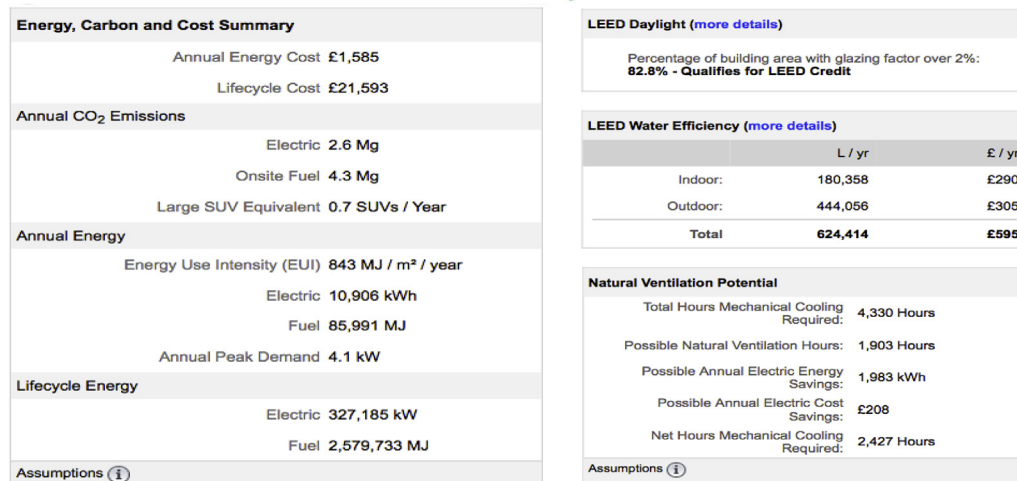 Energy, Carbon and Cost Summary
Annual Energy Cost £1,585
Lifecycle Cost £21,593
Annual CO2 Emissions
Electric 2.6 Mg
Onsite Fuel 4.3 Mg
Large SUV Equivalent 0.7 SUVs / Year
Annual Energy
Energy Use Intensity (EUI) 843 MJ / m² / year
Electric 10,906 kWh
Fuel 85,991 MJ
Annual Peak Demand 4.1 kW
Lifecycle Energy
Electric 327,185 kW
Fuel 2,579,733 MJ
Assumptions i
LEED Daylight (more details)
Percentage of building area with glazing factor over 2%:
82.8% - Qualifies for LEED Credit
LEED Water Efficiency (more details)
L / yr £ / yr
Indoor: 180,358 £290
Outdoor: 444,056 £305
Total 624,414 £595
Natural Ventilation Potential
Total Hours Mechanical Cooling
Required: 4,330 Hours
Possible Natural Ventilation Hours: 1,903 Hours
Possible Annual Electric Energy
Savings: 1,983 kWh
Possible Annual Electric Cost
Savings: £208
Net Hours Mechanical Cooling
Required: 2,427 Hours
Assumptions i